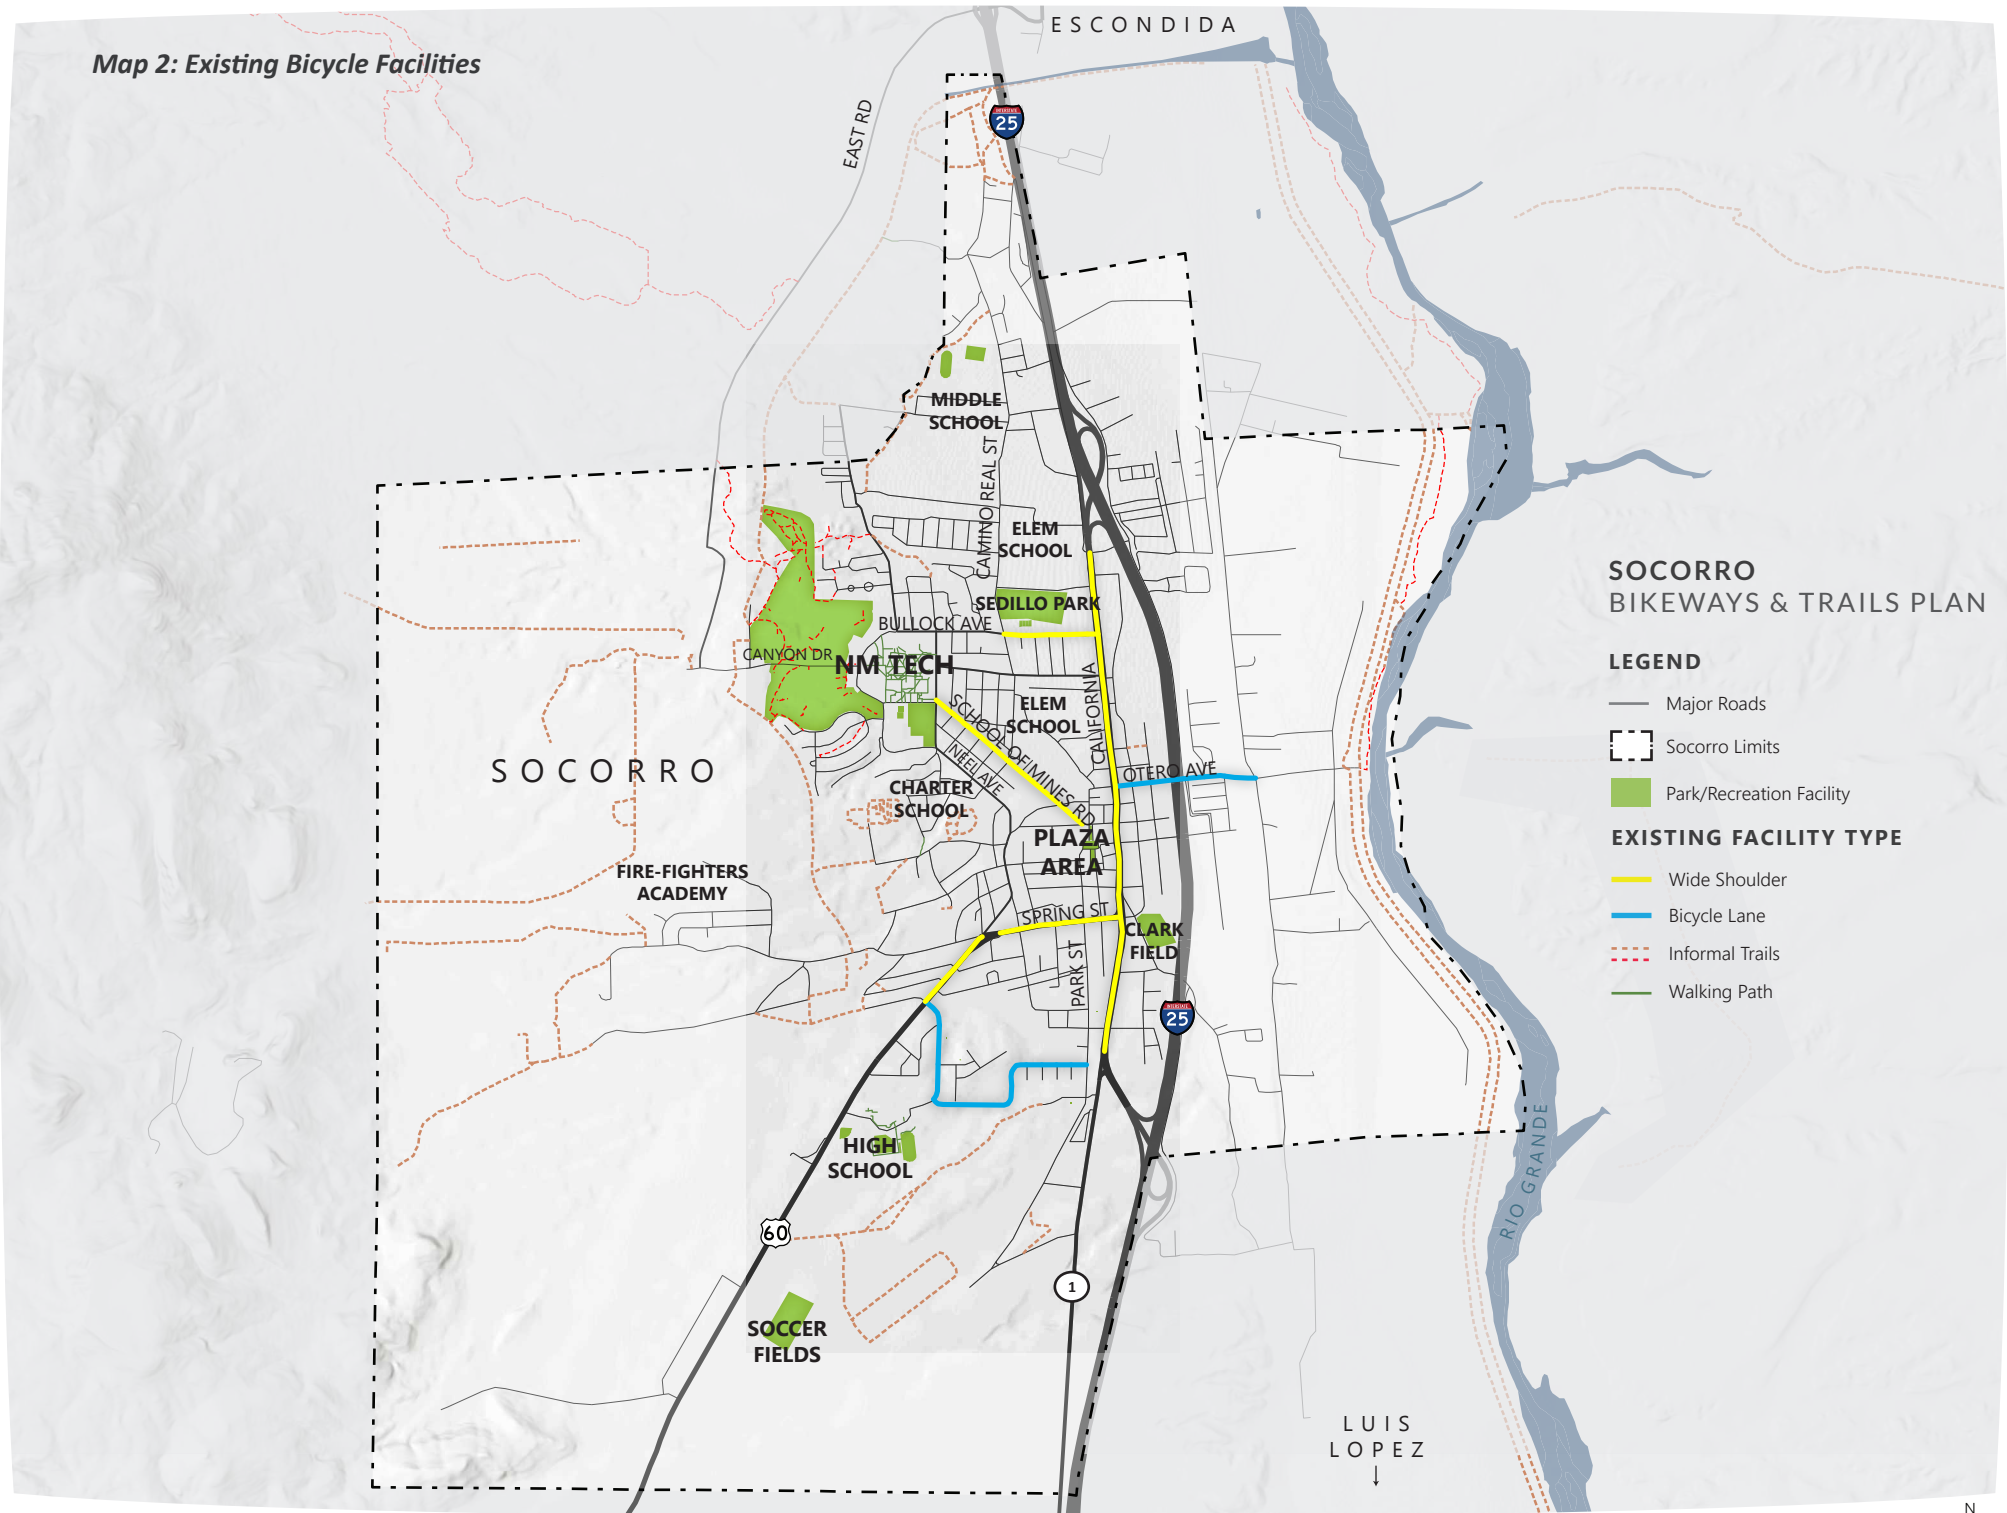 ESCONDIDA
Map 2: Existing Bicycle Facilities
EAST RD
INTERSTATE
25
MIDDLE
SCHOOL
CAMINO REAL ST
ELEM
SCHOOL
SEDILLO PARK
BULLOCK AVE
CANYON DR
NM TECH
ELEM
SCHOOL
SCHOOL OF MINES RD
CALIFORNIA
NEEL AVE
OTERO AVE
SOCORRO
CHARTER
SCHOOL
PLAZA
AREA
FIRE-FIGHTERS
ACADEMY
SPRING ST
CLARK
FIELD
PARK ST
INTERSTATE
25
HIGH
SCHOOL
RIO GRANDE
60
1
SOCCER
FIELDS
LUIS
LOPEZ
↓
SOCORRO
BIKEWAYS & TRAILS PLAN
LEGEND
Major Roads
Socorro Limits
Park/Recreation Facility
EXISTING FACILITY TYPE
Wide Shoulder
Bicycle Lane
Informal Trails
Walking Path
N